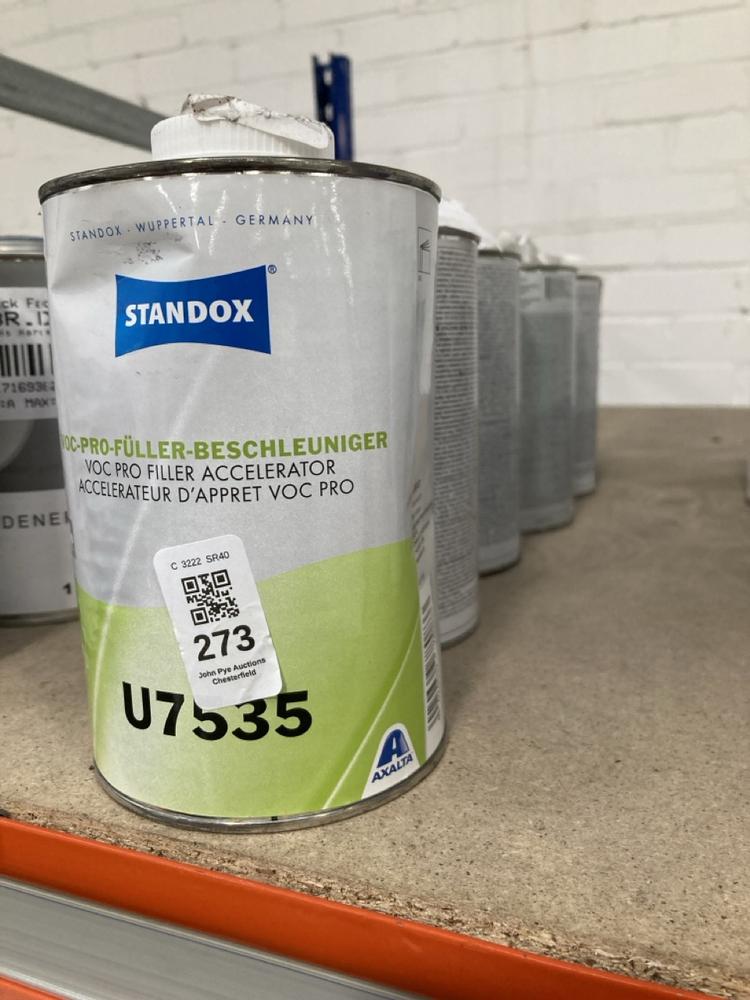 STANDOX - WUPPERTAL - GERMANY
STANDOX®
VOC-PRO-FÜLLER-BESCHLEUNIGER
VOC PRO FILLER ACCELERATOR
ACCELERATEUR D'APPRET VOC PRO
C 3222 SR40
273
John Pye Auctions
Chesterfield
U7535
AXALTA
DENE